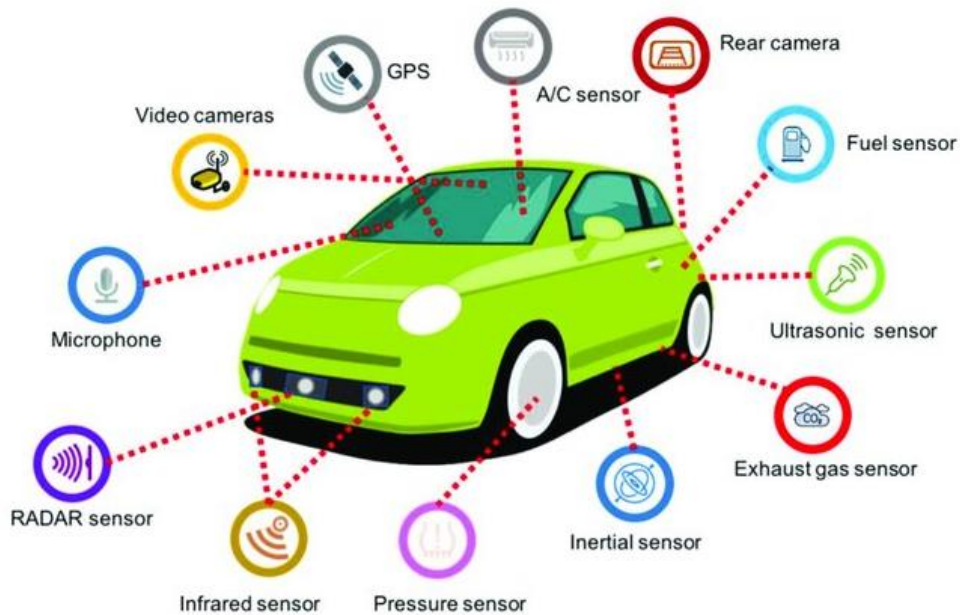 GPS
A/C sensor
Rear camera
Video cameras
Fuel sensor
Microphone
Ultrasonic sensor
RADAR sensor
CO₂
Exhaust gas sensor
Inertial sensor
Infrared sensor
Pressure sensor